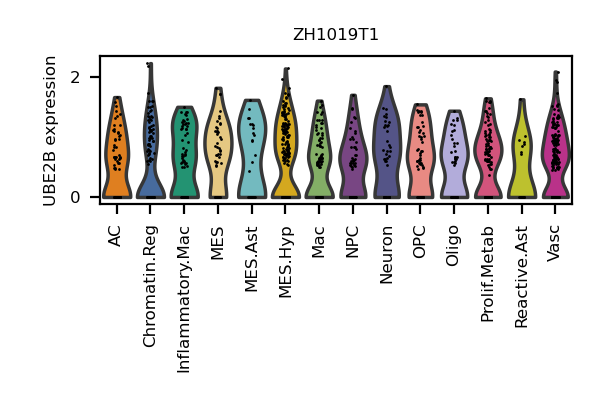 ZH1019T1
UBE2B expression
2
0
AC
Chromatin.Reg
Inflammatory.Mac
MES
MES.Ast
MES.Hyp
Mac
NPC
Neuron
OPC
Oligo
Prolif.Metab
Reactive.Ast
Vasc